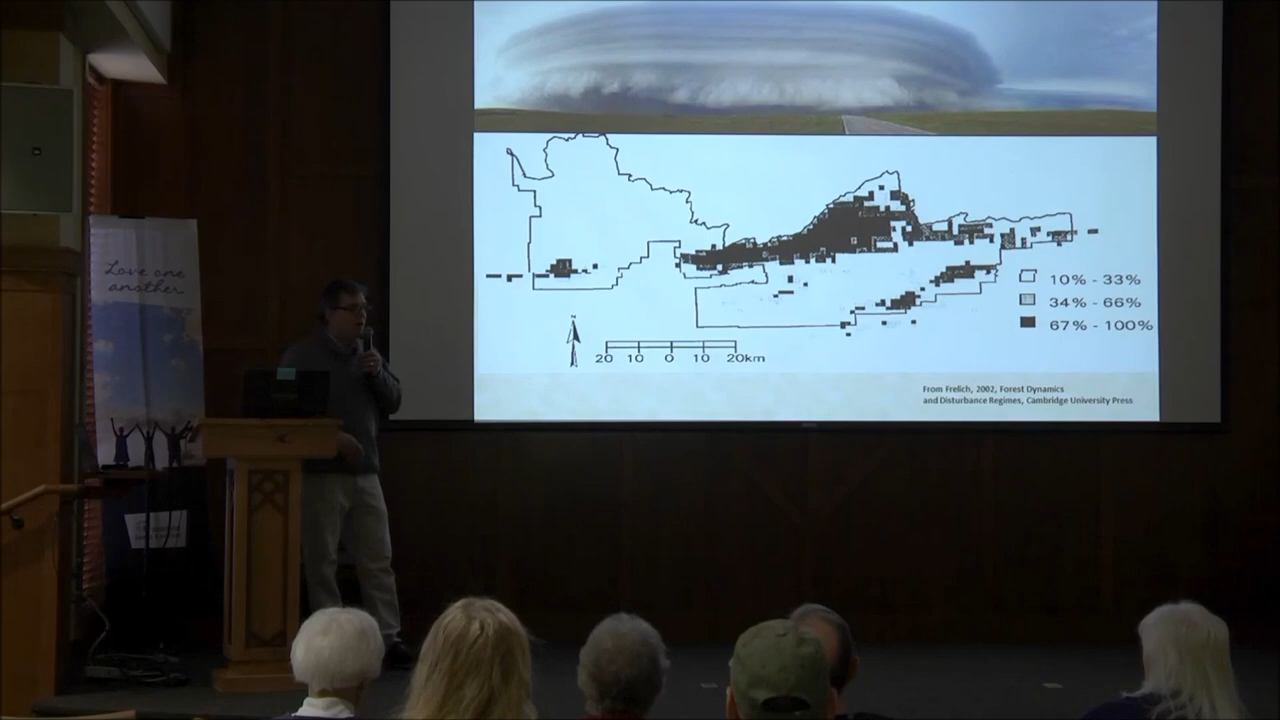 Love one
another
N
10% - 33%
34% - 66%
67% - 100%
20 10 0 10 20km
From Frelich, 2002, Forest Dynamics
and Disturbance Regimes, Cambridge University Press